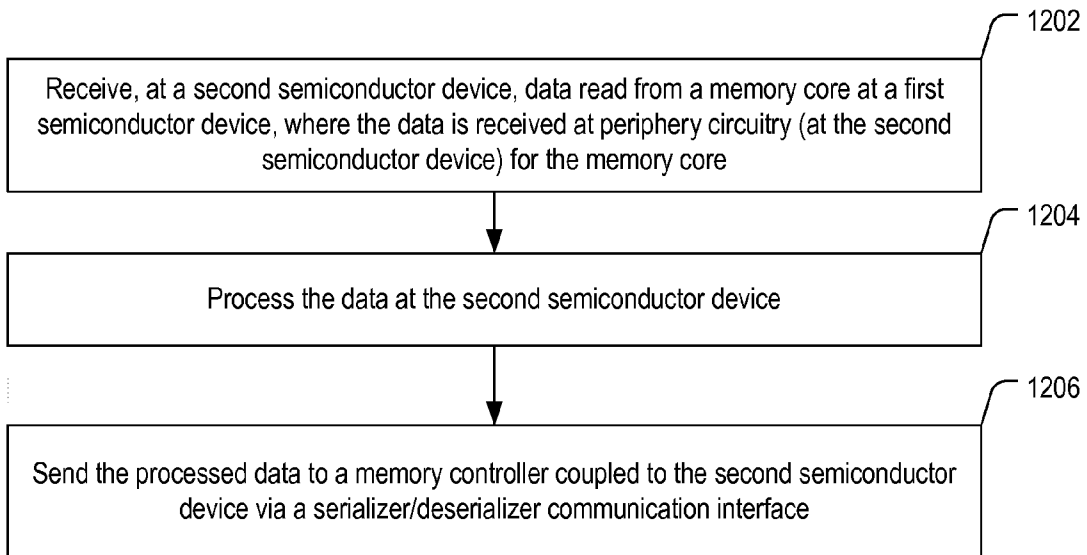 1202
Receive, at a second semiconductor device, data read from a memory core at a first
semiconductor device, where the data is received at periphery circuitry (at the second
semiconductor device) for the memory core
1204
Process the data at the second semiconductor device
1206
Send the processed data to a memory controller coupled to the second semiconductor
device via a serializer/deserializer communication interface